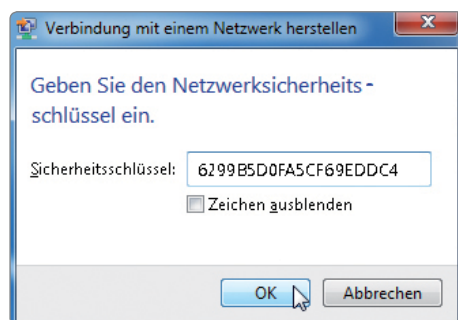 Verbindung mit einem Netzwerk herstellen
Geben Sie den Netzwerksicherheits-
schlüssel ein.
Sicherheitsschlüssel: 6299B5D0FA5CF69EDDC4
Zeichen ausblenden
OK Abbrechen